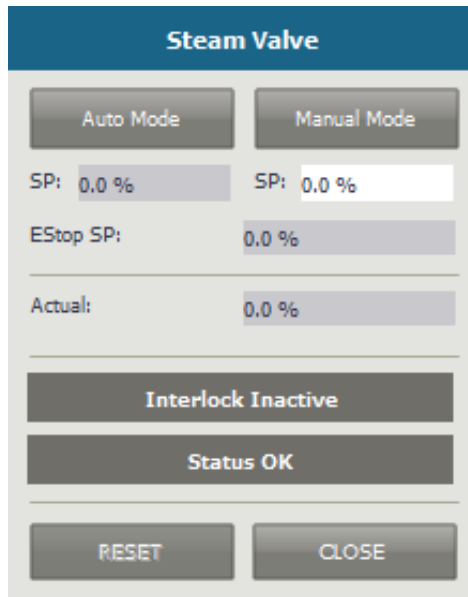 Steam Valve
Auto Mode Manual Mode
SP: 0.0 % SP: 0.0 %
EStop SP: 0.0 %
Actual: 0.0 %
Interlock Inactive
Status OK
RESET CLOSE